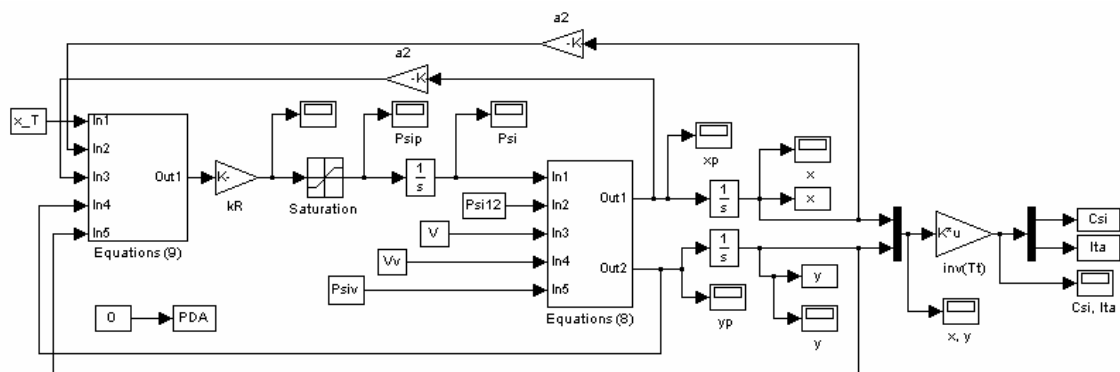 a2
-K
a2
-K
x_T
In1
In2
In3
In4
In5
Out1
Equations (9)
K-
kR
Saturation
Psip
1
s
Psi
Psi12
V
Vv
Psiv
In1
In2
In3
In4
In5
Out1
Out2
Equations (8)
xp
1
s
x
x
1
s
yp
y
y
K*u
inv(Tt)
x, y
Csi
Ita
Csi, Ita
0
PDA